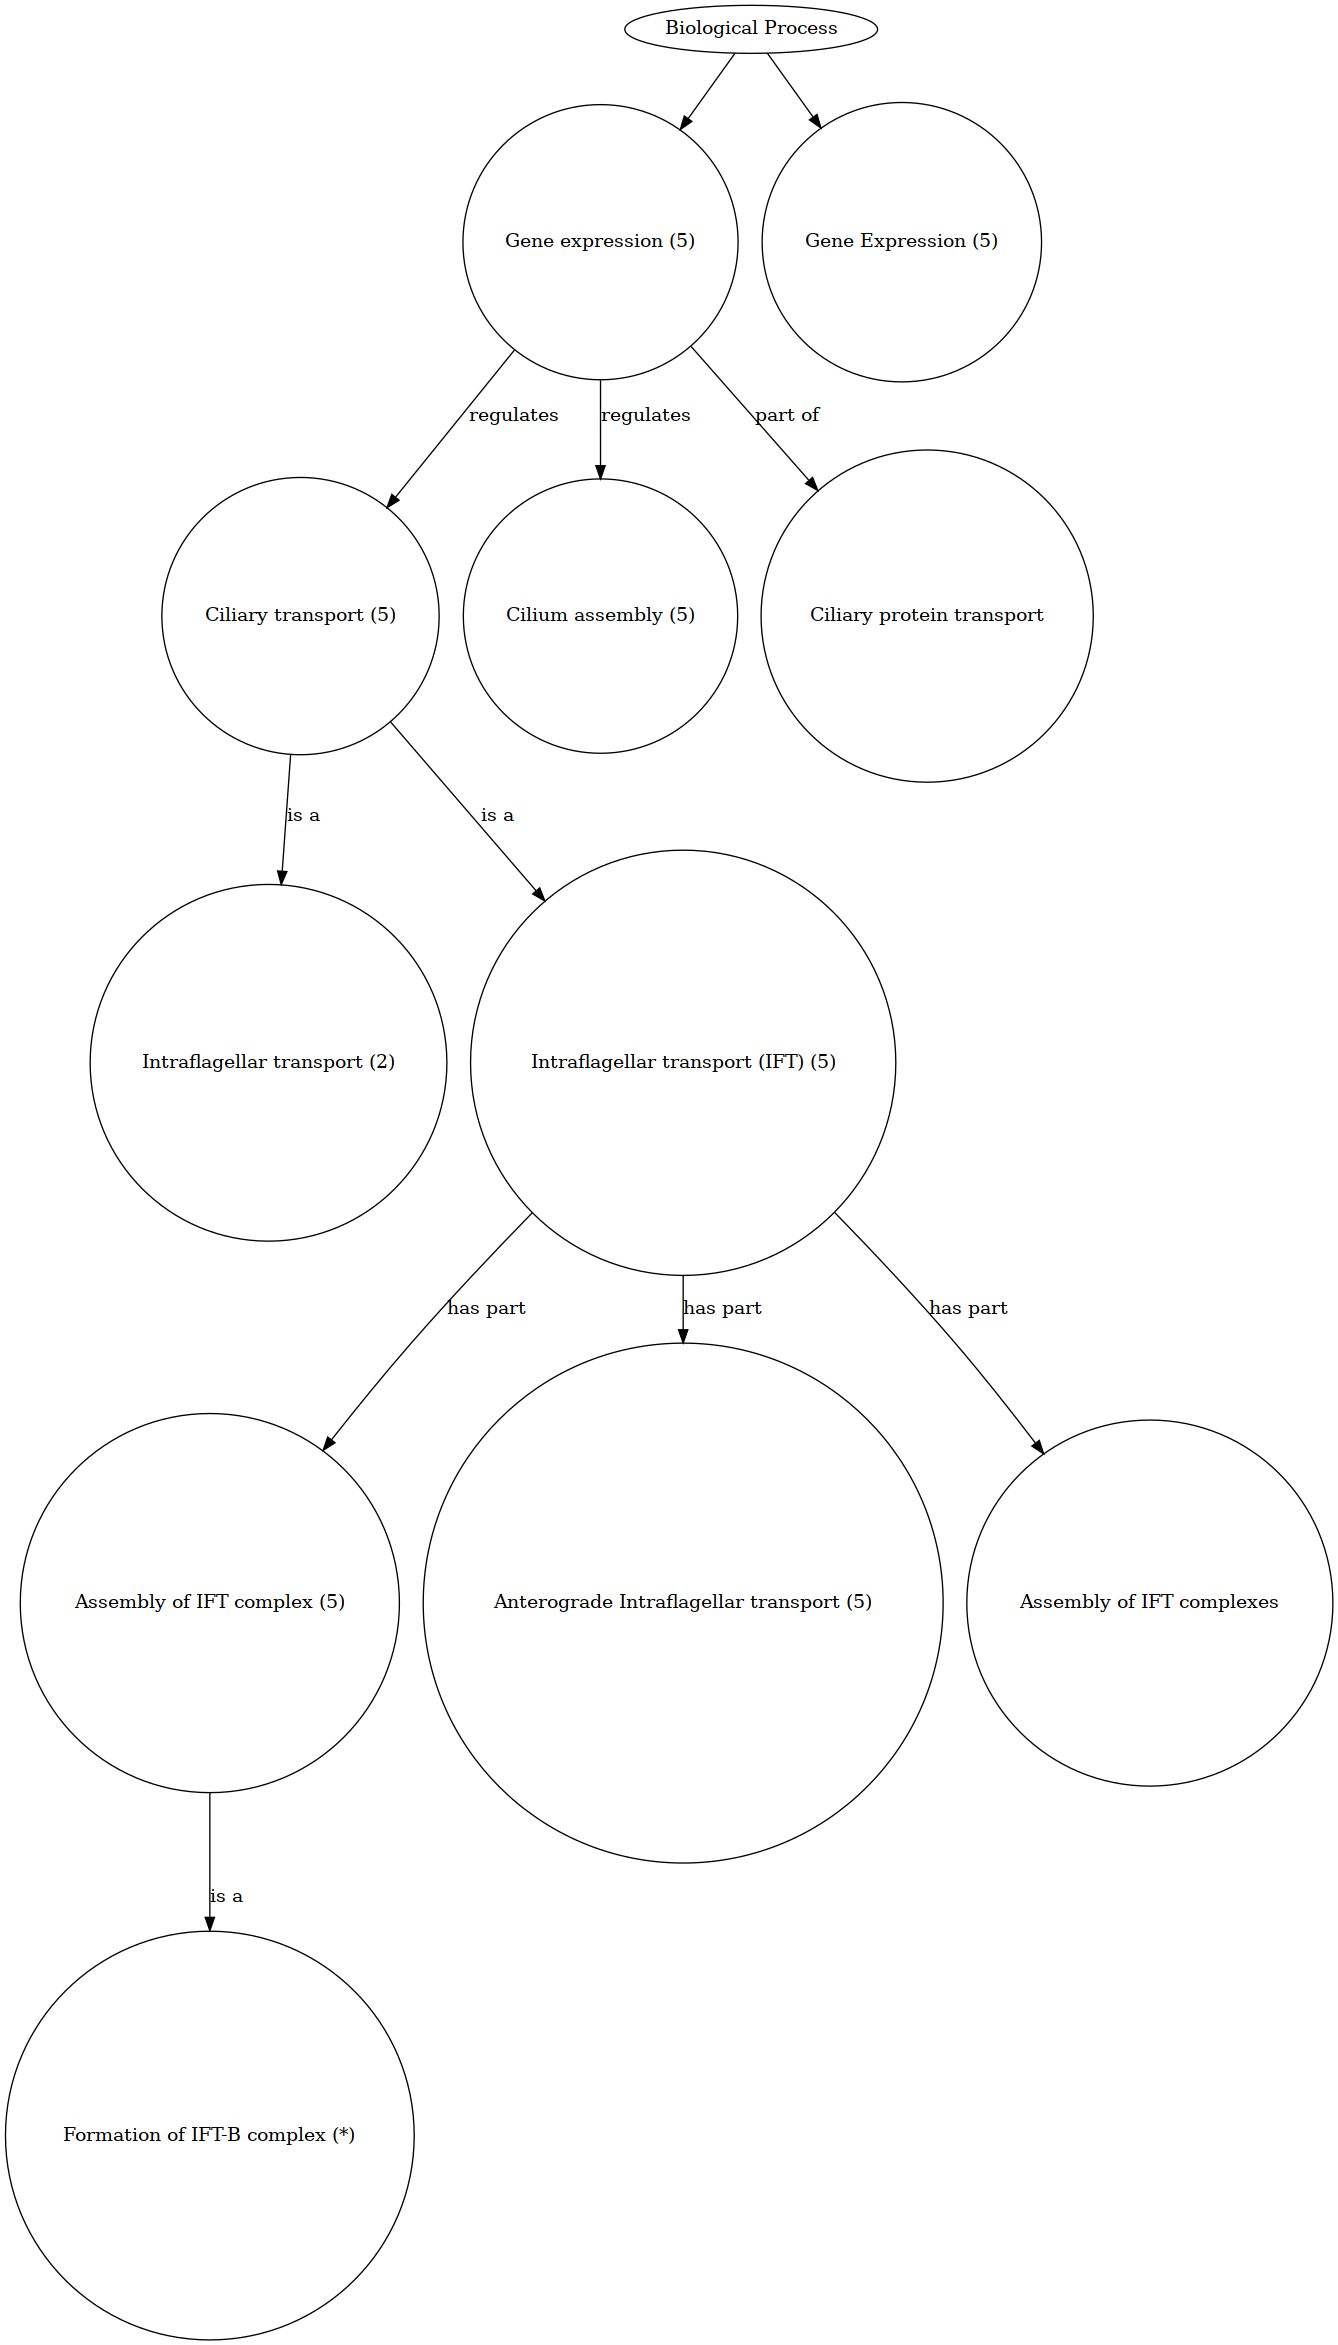 Biological Process
Gene expression (5)
Gene Expression (5)
regulates
regulates
part of
Ciliary transport (5)
Cilium assembly (5)
Ciliary protein transport
is a
is a
Intraflagellar transport (2)
Intraflagellar transport (IFT) (5)
has part
has part
has part
Assembly of IFT complex (5)
Anterograde Intraflagellar transport (5)
Assembly of IFT complexes
is a
Formation of IFT-B complex (*)